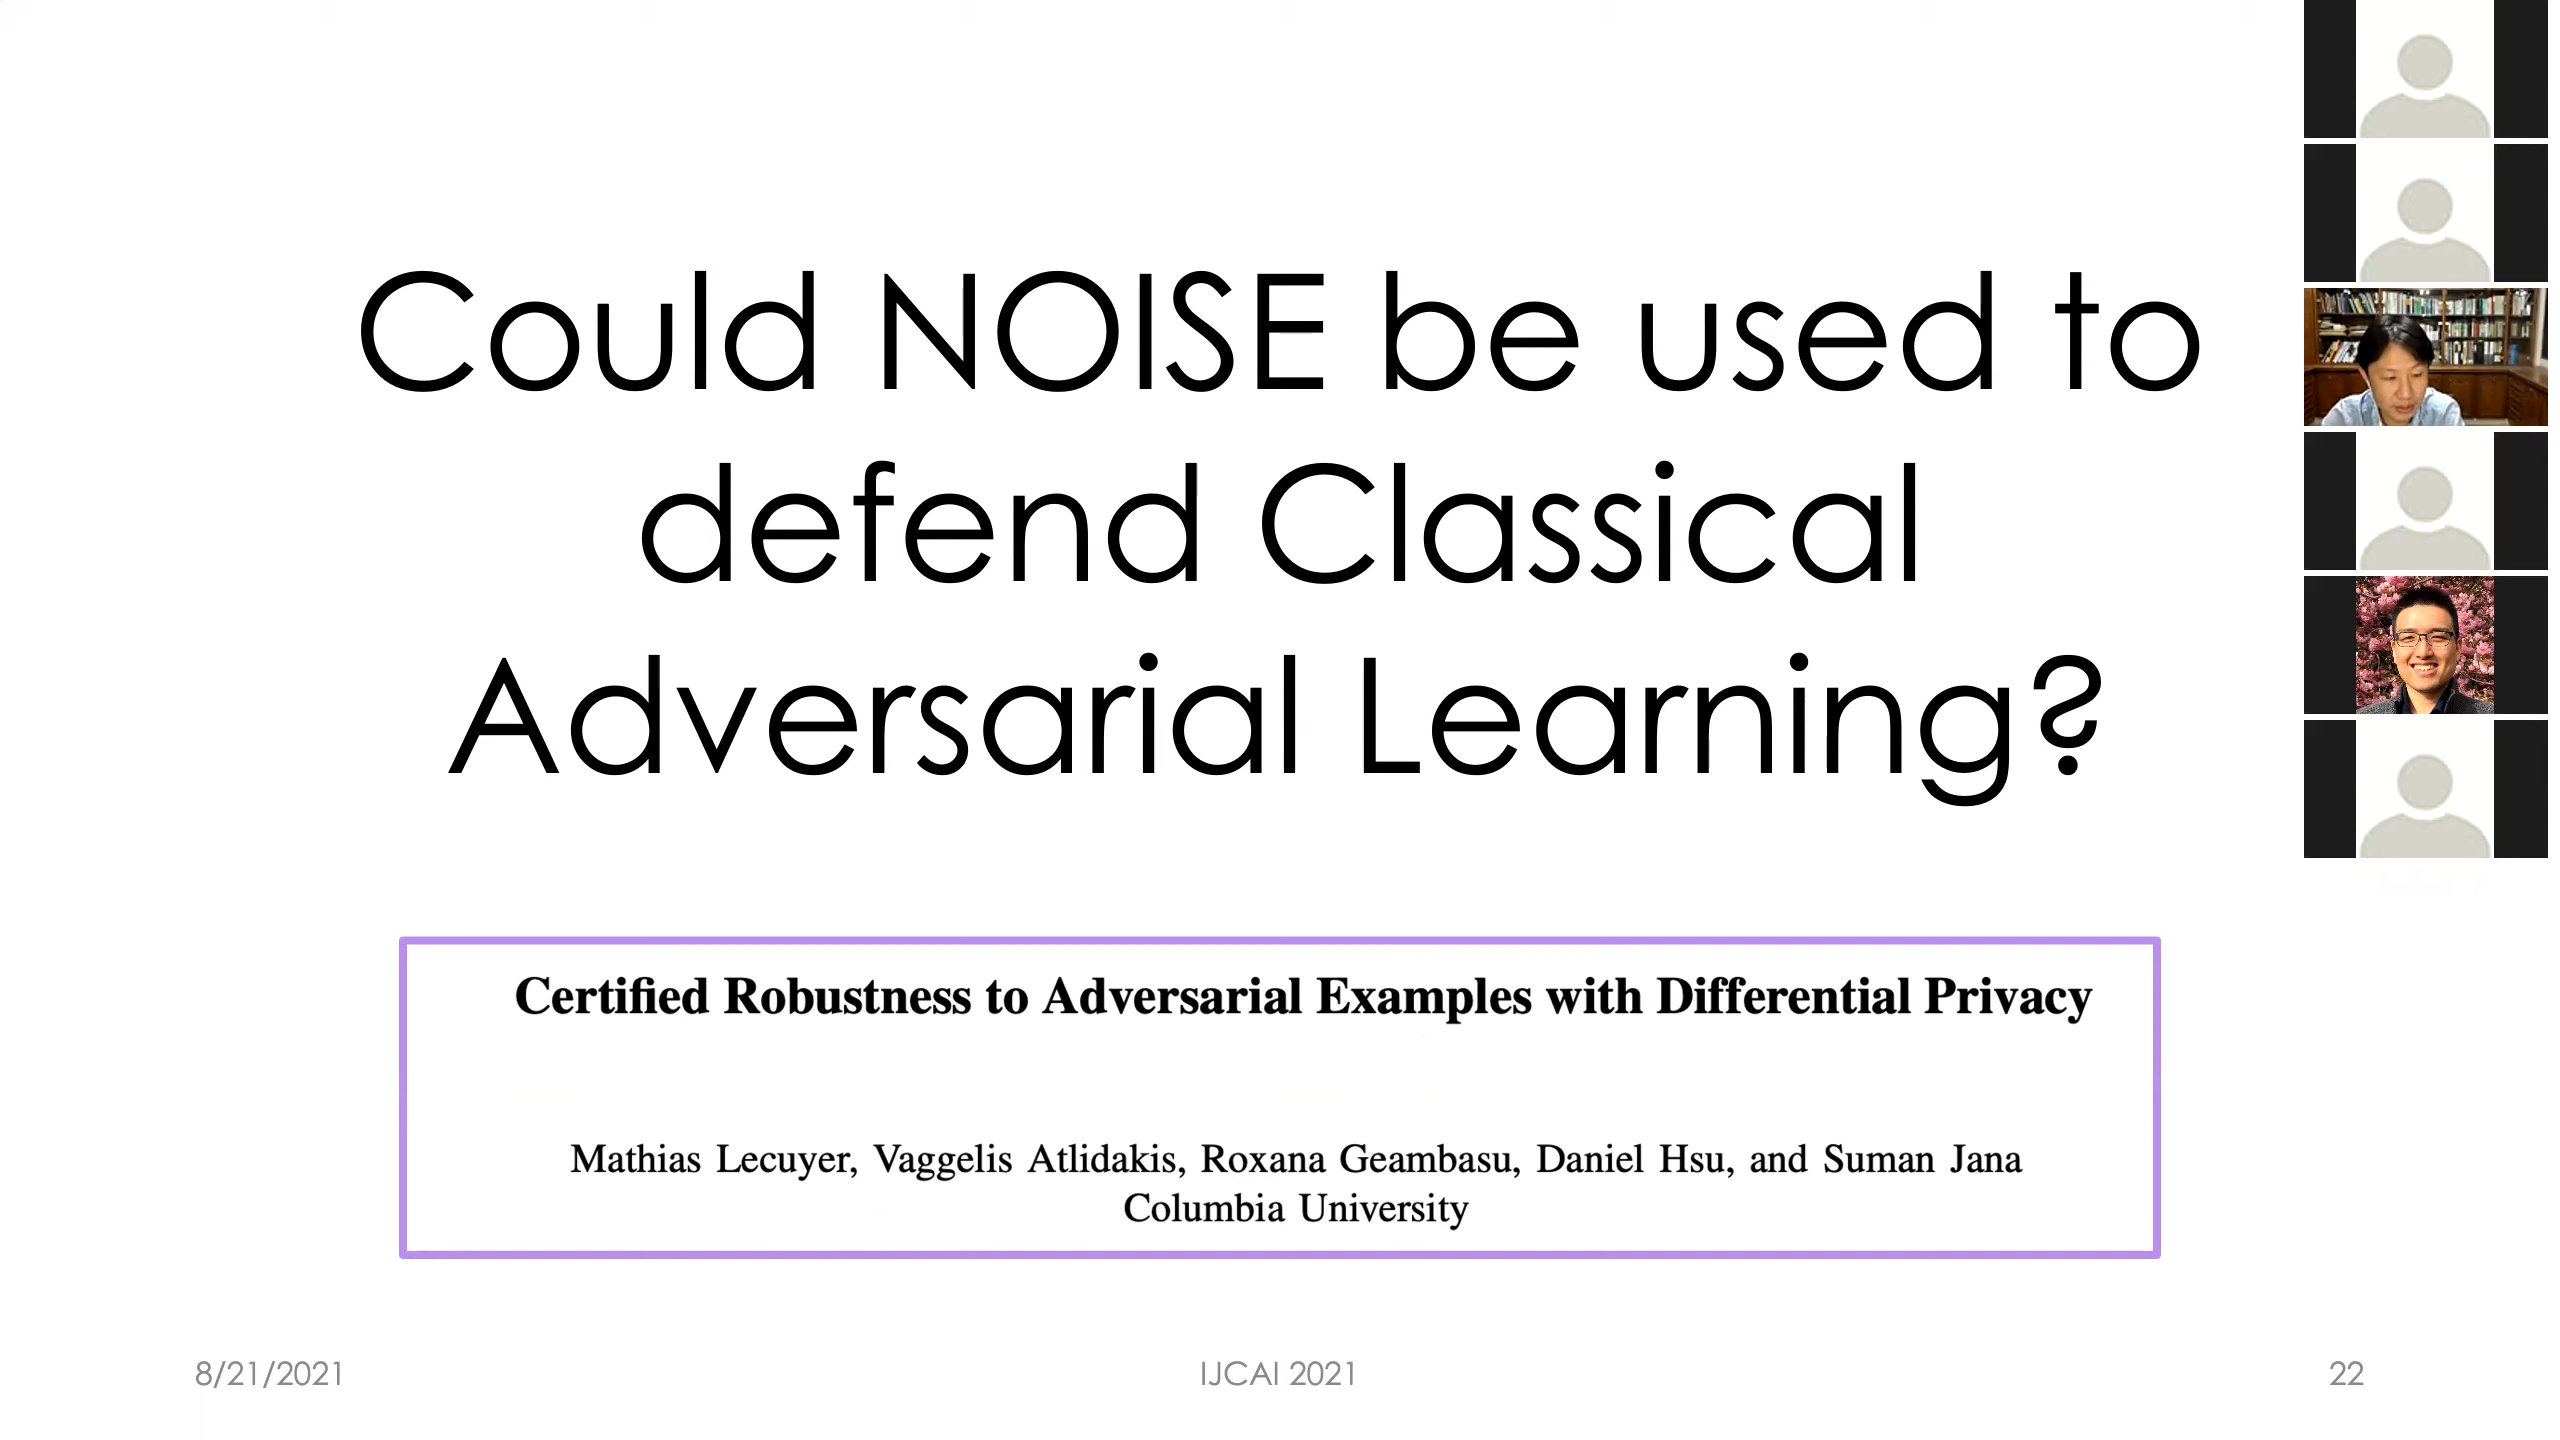 Could NOISE be used to
defend Classical
Adversarial Learning?
Certified Robustness to Adversarial Examples with Differential Privacy
Mathias Lecuyer, Vaggelis Atlidakis, Roxana Geambasu, Daniel Hsu, and Suman Jana
Columbia University
8/21/2021
IJCAI 2021
22